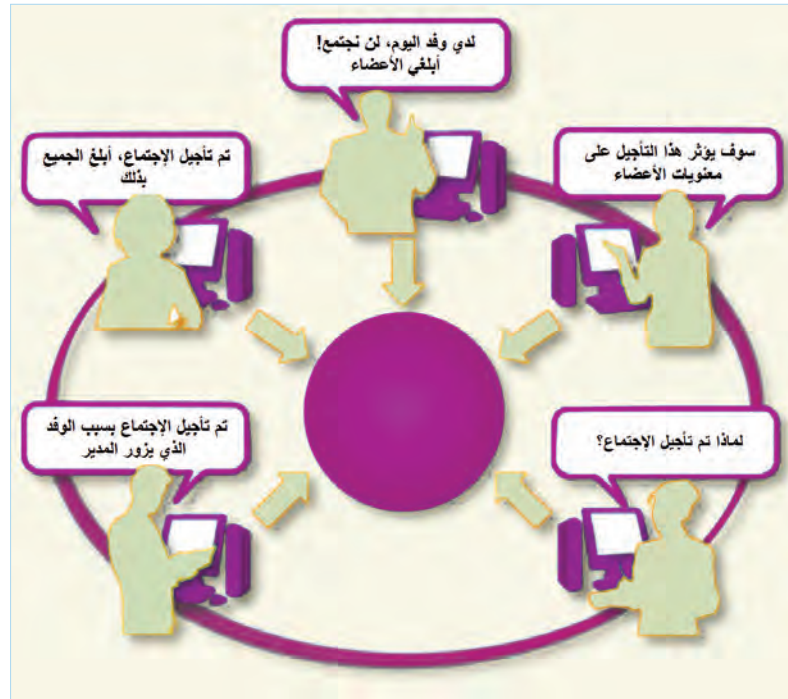 لدي وفد اليوم، لن نجتمع!
أبلغي الأعضاء
سوف يؤثر هذا التأجيل على
معنويات الأعضاء
تم تأجيل الإجتماع، أبلغ الجميع
بذلك
تم تأجيل الإجتماع بسبب الوفد
الذي يزور المدير
لماذا تم تأجيل الإجتماع؟